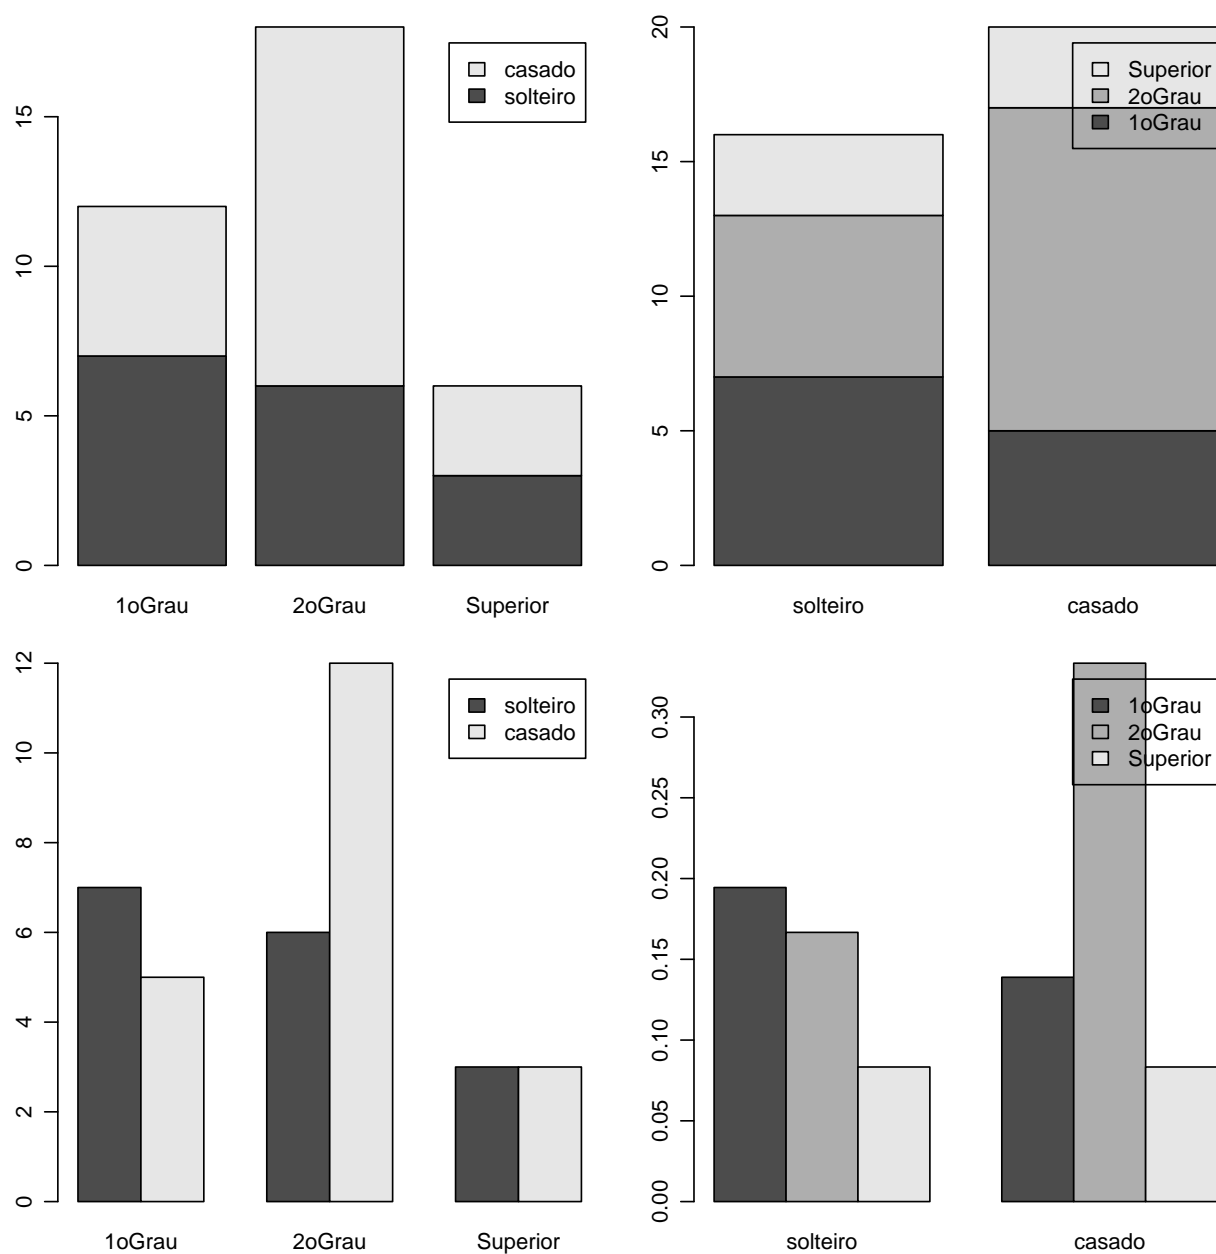 casado
solteiro
15
10
5
0
1oGrau 2oGrau Superior
Superior
2oGrau
1oGrau
20
15
10
5
0
solteiro casado
solteiro
casado
12
10
8
6
4
2
0
1oGrau 2oGrau Superior
1oGrau
2oGrau
Superior
0.30
0.25
0.20
0.15
0.10
0.05
0.00
solteiro casado